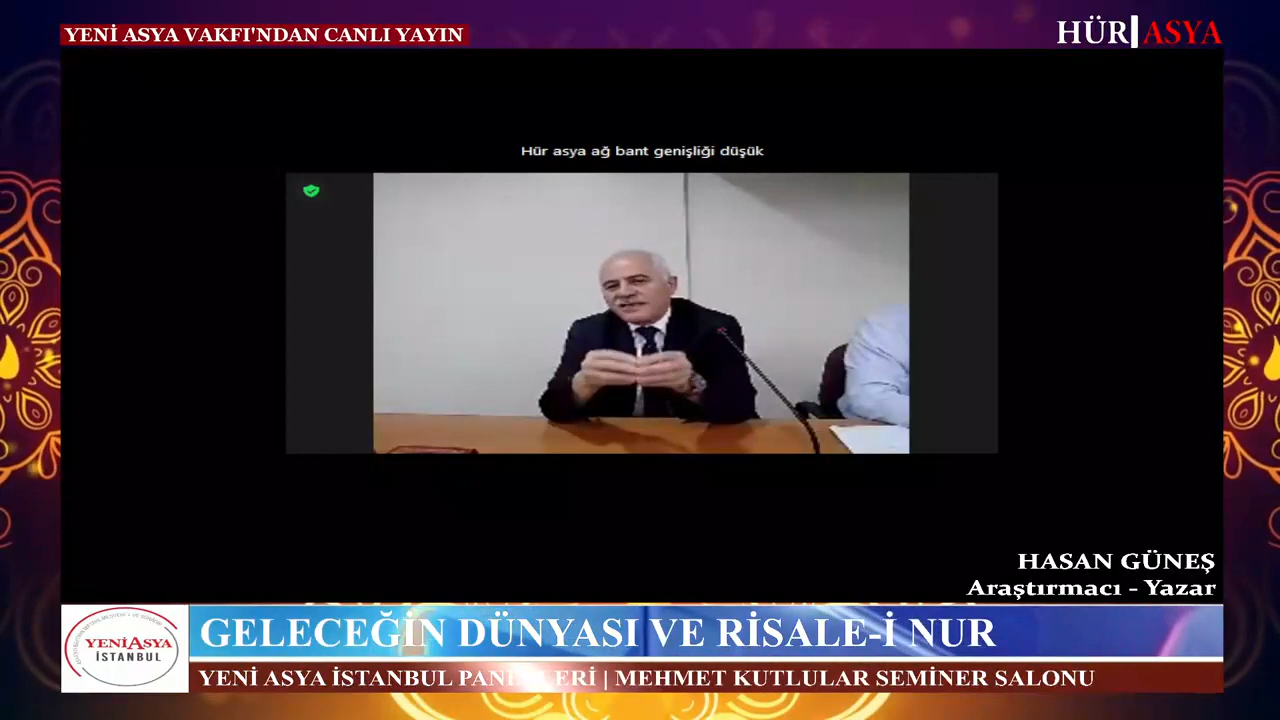 YENİ ASYA VAKFI'NDAN CANLI YAYIN
HÜR ASYA
Hür asya ağ bant genişliği düşük
HASAN GÜNEŞ
Araştırmacı - Yazar
YENİASYA
İSTANBUL
GELECEĞİN DÜNYASI VE RİSALE-İ NUR
YENİ ASYA İSTANBUL PANELLERİ | MEHMET KUTLULAR SEMİNER SALONU